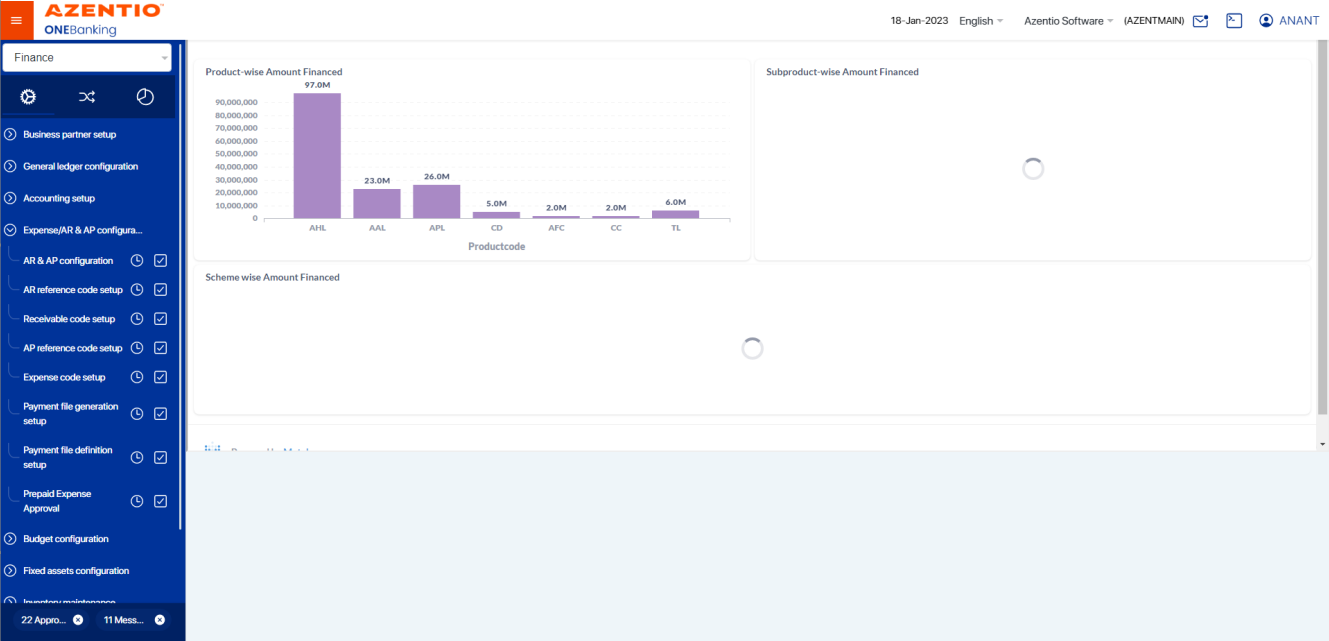 AZENTIO
ONEBanking
18-Jan-2023 English Azentio Software (AZENTMAIN) ANANT
Finance
Business partner setup
General ledger configuration
Accounting setup
Expense/AR & AP configura...
AR & AP configuration
AR reference code setup
Receivable code setup
AP reference code setup
Expense code setup
Payment file generation
setup
Payment file definition
setup
Prepaid Expense
Approval
Budget configuration
Fixed assets configuration
Inventory maintenance
22 Appro... 11 Mess...
Product-wise Amount Financed
97.0M
90,000,000
80,000,000
70,000,000
60,000,000
50,000,000
40,000,000
30,000,000
20,000,000
10,000,000
0
23.0M
26.0M
5.0M
2.0M
2.0M
6.0M
AHL AAL APL CD AFC CC TL
Productcode
Subproduct-wise Amount Financed
Scheme wise Amount Financed